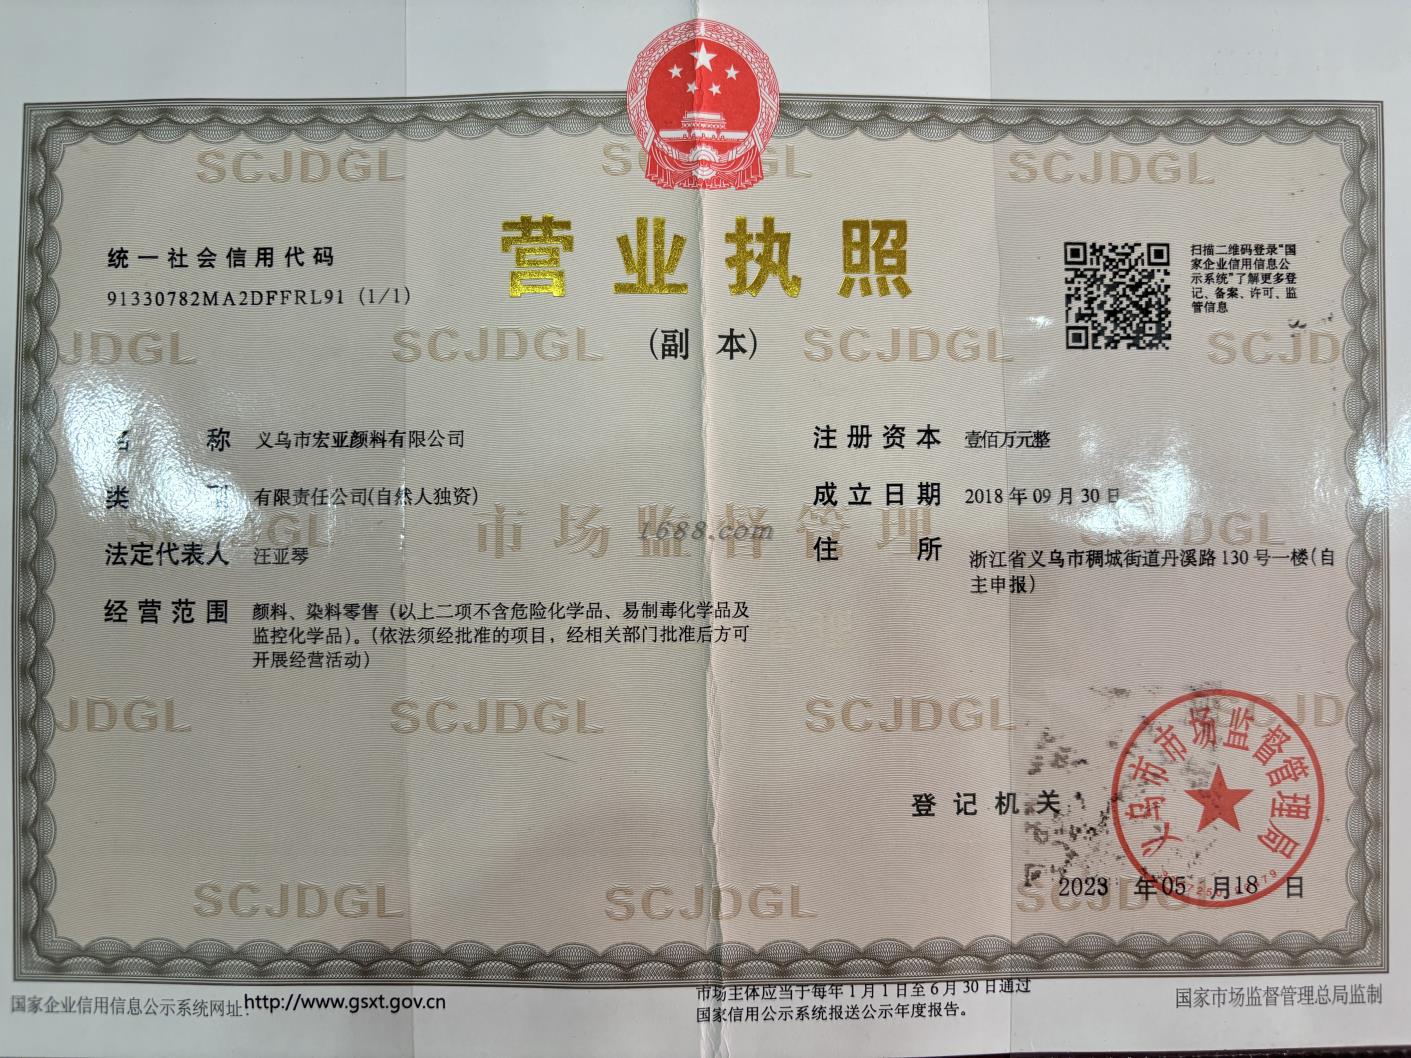 SCJDGL
SCJDGL
统一社会信用代码
91330782MA2DFFRL91 (1/1)
营业执照
(副本)
扫描二维码登录“国
家企业信用信息公
示系统”了解更多登
记、备案、许可、监
管信息
JDGL
SCJDGL
SCJDGL
SCJD
名称 义乌市宏亚颜料有限公司
类型 有限责任公司(自然人独资)
法定代表人 汪亚琴
经营范围 颜料、染料零售（以上二项不含危险化学品、易制毒化学品及
监控化学品）。（依法须经批准的项目，经相关部门批准后方可
开展经营活动）
注册资本 壹佰万元整
成立日期 2018年09月30日
住所 浙江省义乌市稠城街道丹溪路130号一楼(自
主申报)
市场监督管理
1688.com
JDGL
SCJDGL
SCJDGL
登记机关
义乌市市场监督管理局
2023 年05 月18 日
SCJDGL
SCJDGL
国家企业信用信息公示系统网址:http://www.gsxt.gov.cn
市场主体应当于每年1月1日至6月30日通过
国家信用公示系统报送公示年度报告。
国家市场监督管理总局监制